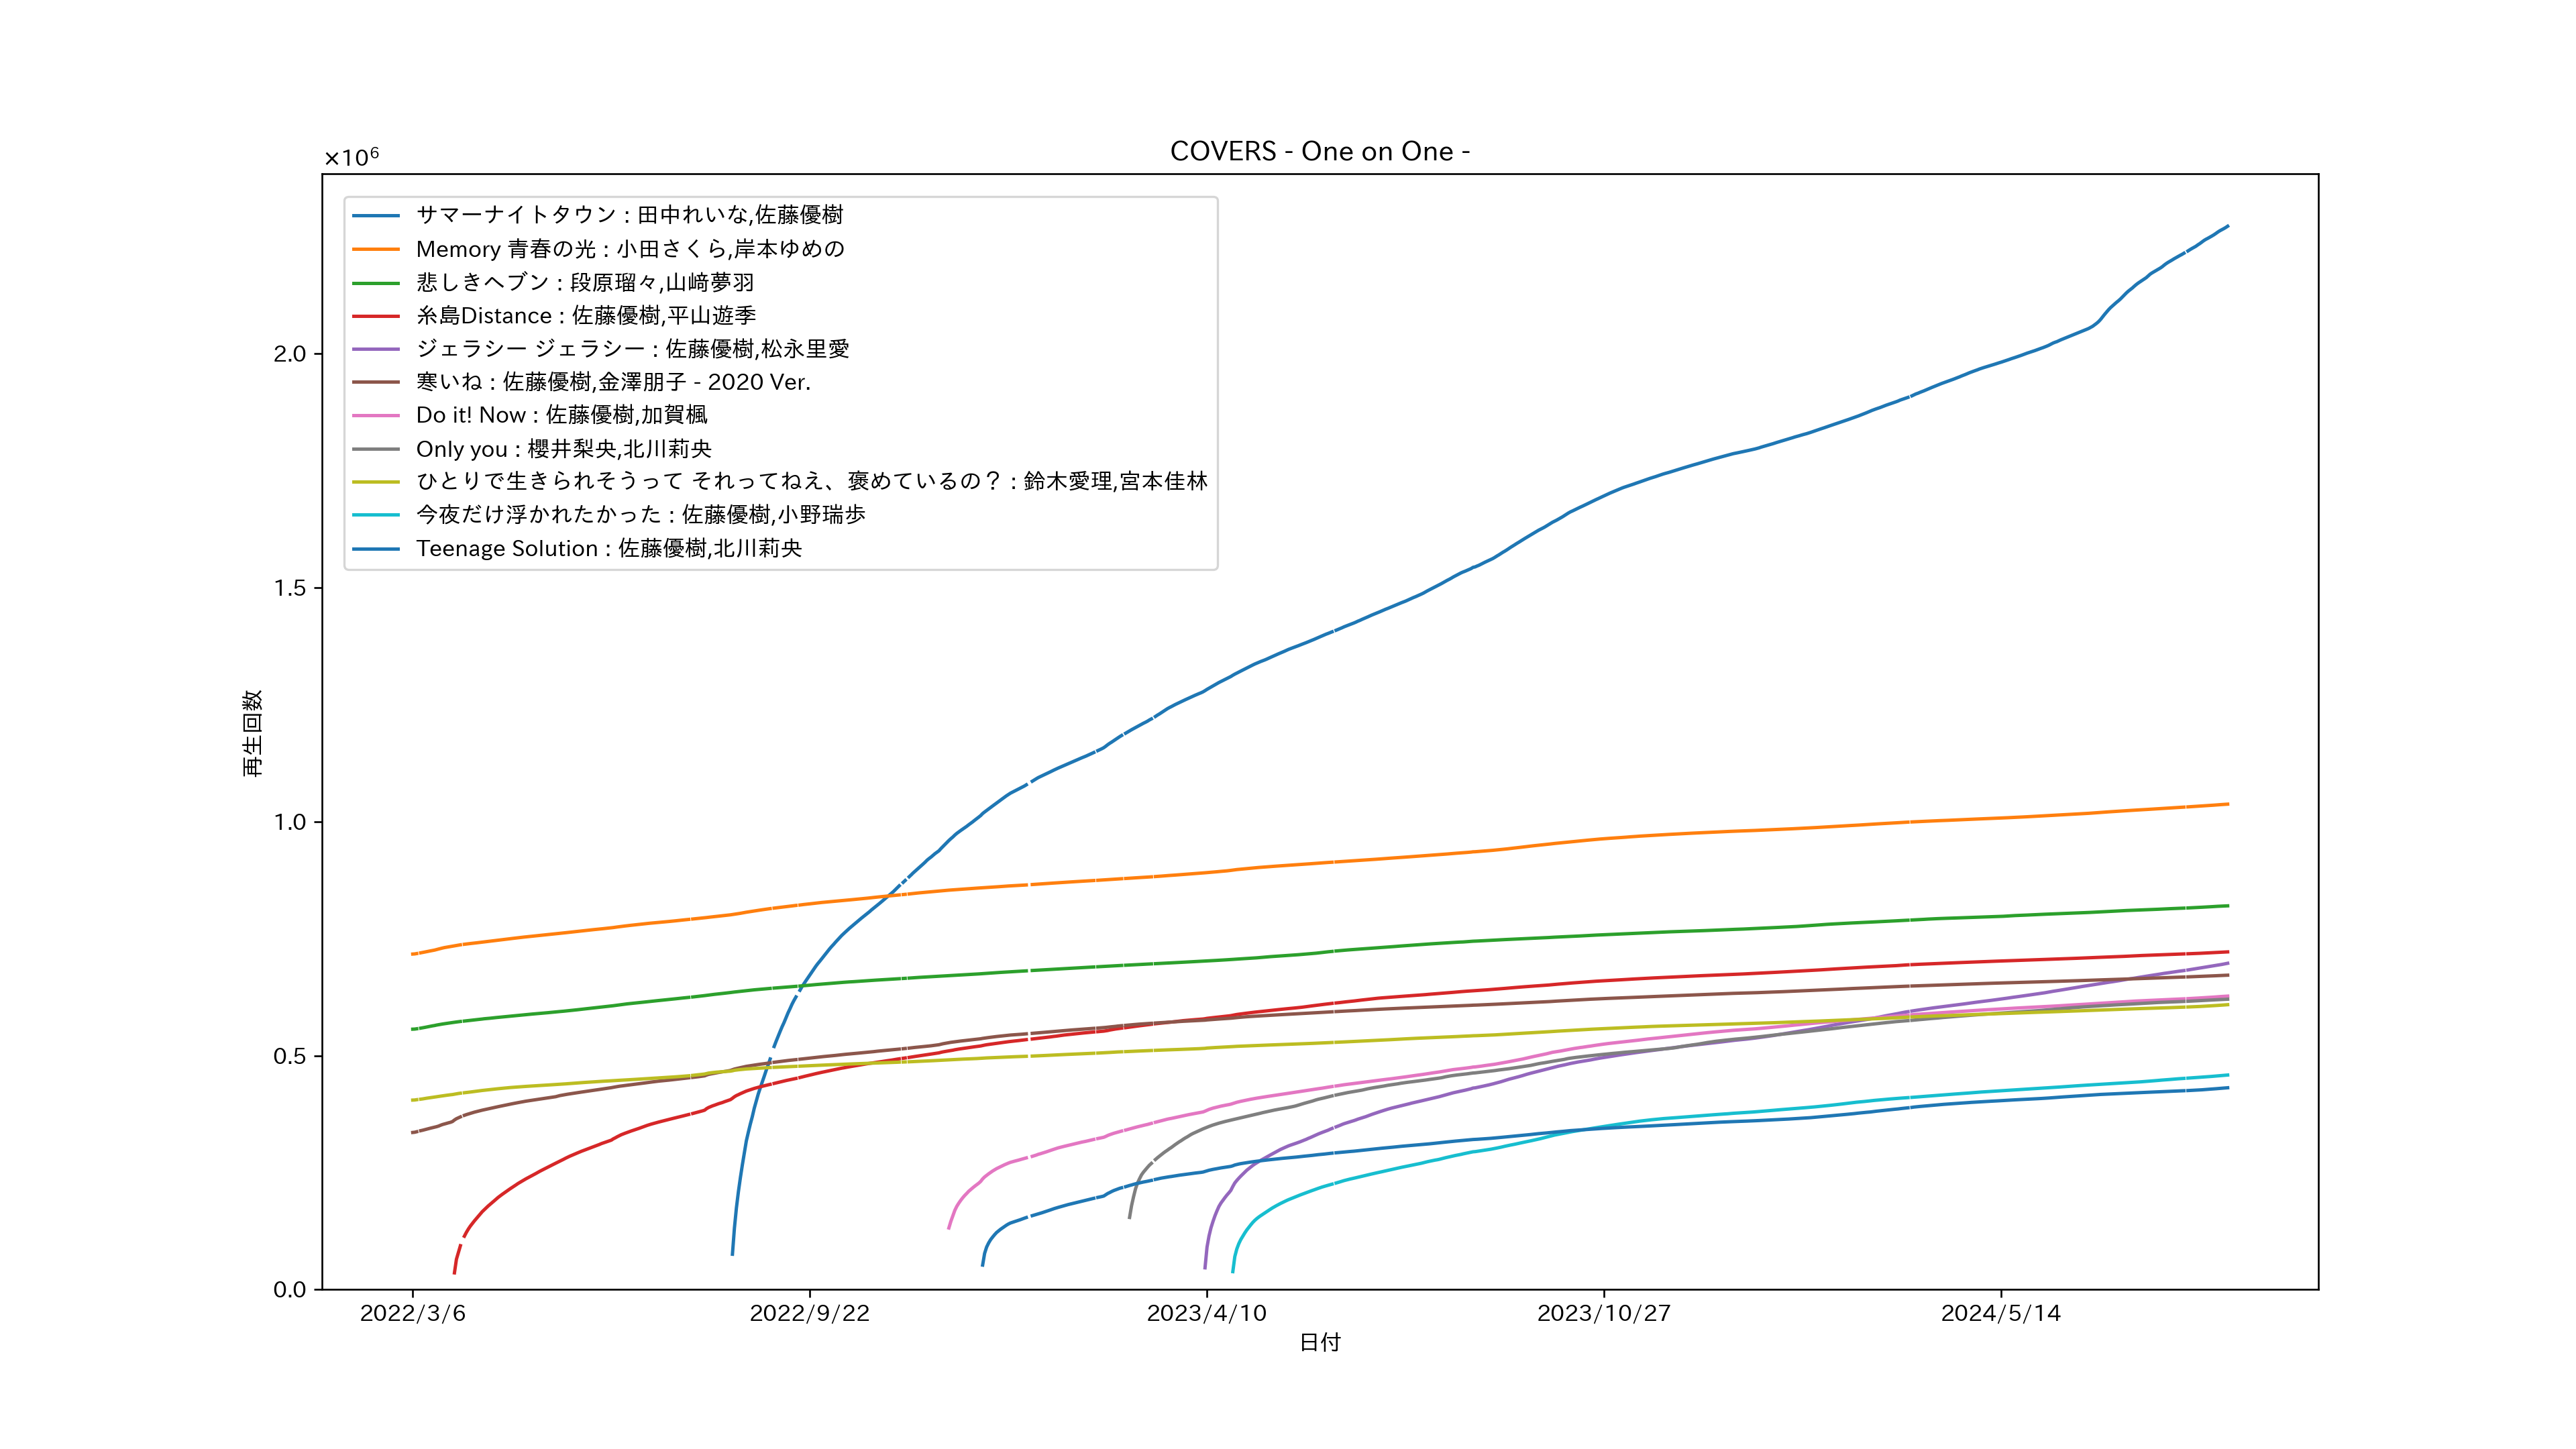 COVERS - One on One -
×10⁶
サマーナイトタウン : 田中れいな,佐藤優樹
Memory 青春の光 : 小田さくら,岸本ゆめの
悲しきヘブン : 段原瑠々,山﨑夢羽
糸島Distance : 佐藤優樹,平山遊季
ジェラシー ジェラシー : 佐藤優樹,松永里愛
寒いね : 佐藤優樹,金澤朋子 - 2020 Ver.
Do it! Now : 佐藤優樹,加賀楓
Only you : 櫻井梨央,北川莉央
ひとりで生きられそうって それってねえ、褒めているの？ : 鈴木愛理,宮本佳林
今夜だけ浮かれたかった : 佐藤優樹,小野瑞歩
Teenage Solution : 佐藤優樹,北川莉央
2.0
1.5
1.0
0.5
0.0
再生回数
2022/3/6
2022/9/22
2023/4/10
2023/10/27
2024/5/14
日付